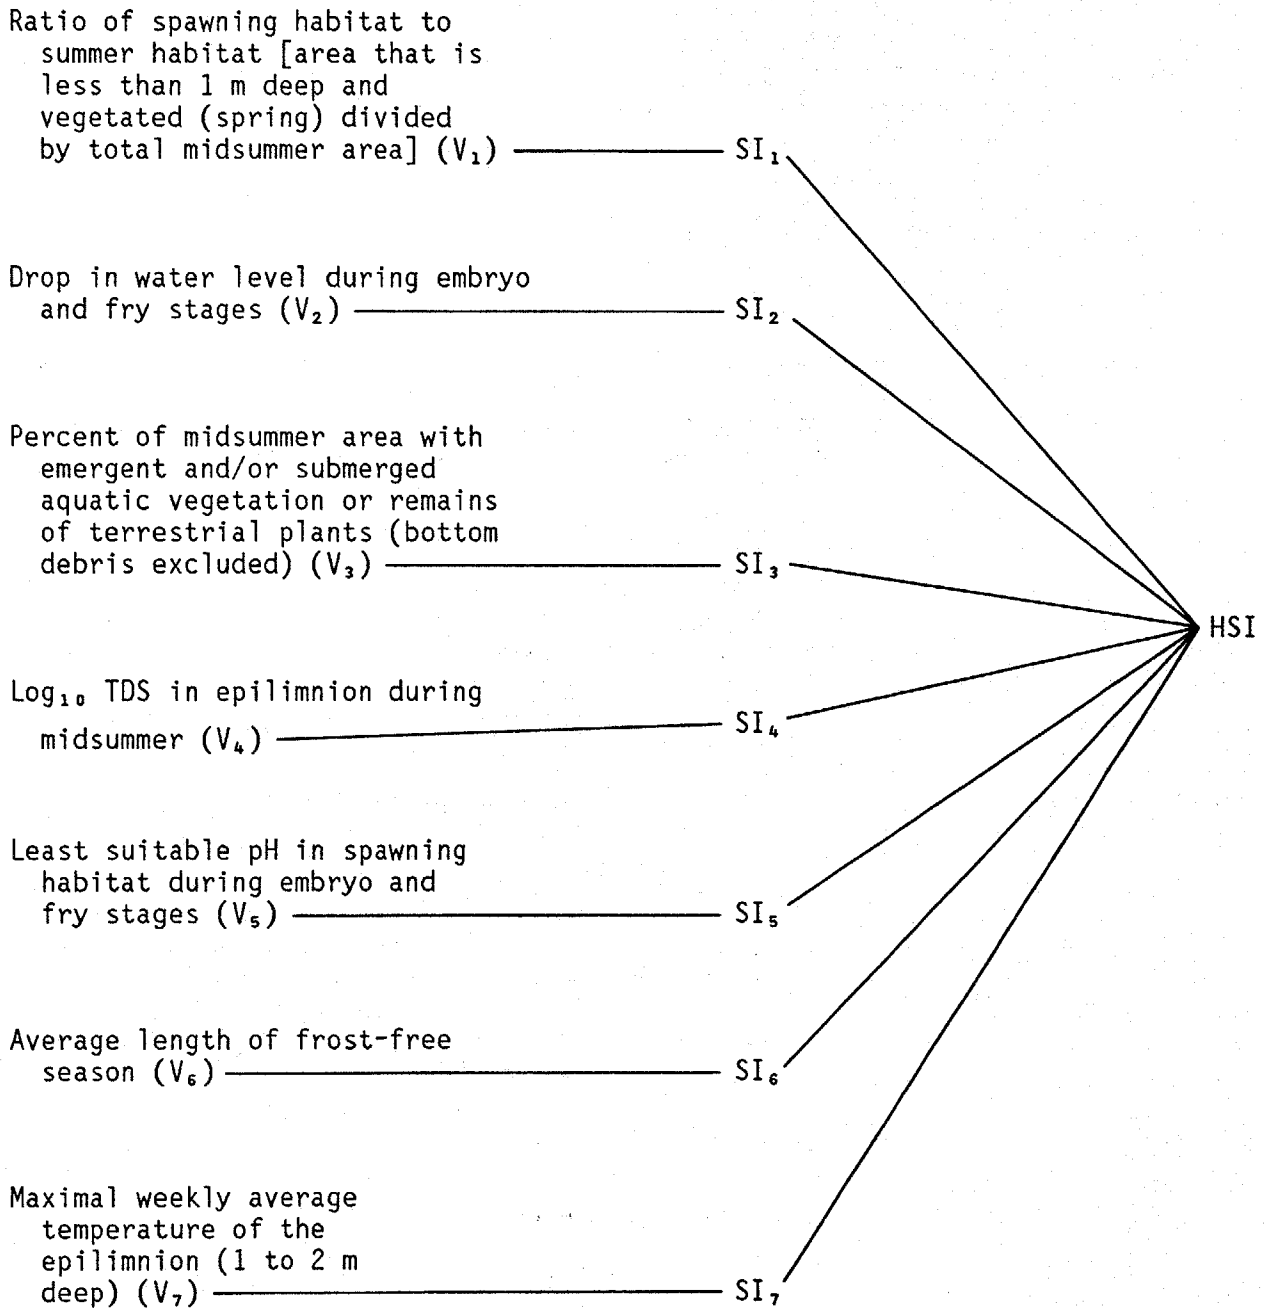 Ratio of spawning habitat to
summer habitat [area that is
less than 1 m deep and
vegetated (spring) divided
by total midsummer area] (V₁) SI₁
Drop in water level during embryo
and fry stages (V₂) SI₂
Percent of midsummer area with
emergent and/or submerged
aquatic vegetation or remains
of terrestrial plants (bottom
debris excluded) (V₃) SI₃
HSI
Log₁₀ TDS in epilimnion during
midsummer (V₄) SI₄
Least suitable pH in spawning
habitat during embryo and
fry stages (V₅) SI₅
Average length of frost-free
season (V₆) SI₆
Maximal weekly average
temperature of the
epilimnion (1 to 2 m
deep) (V₇) SI₇